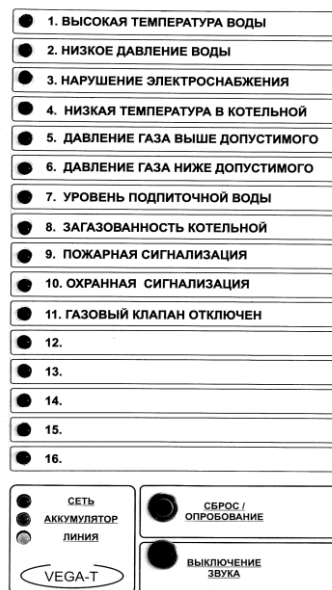 1. ВЫСОКАЯ ТЕМПЕРАТУРА ВОДЫ
2. НИЗКОЕ ДАВЛЕНИЕ ВОДЫ
3. НАРУШЕНИЕ ЭЛЕКТРОСНАБЖЕНИЯ
4. НИЗКАЯ ТЕМПЕРАТУРА В КОТЕЛЬНОЙ
5. ДАВЛЕНИЕ ГАЗА ВЫШЕ ДОПУСТИМОГО
6. ДАВЛЕНИЕ ГАЗА НИЖЕ ДОПУСТИМОГО
7. УРОВЕНЬ ПОДПИТОЧНОЙ ВОДЫ
8. ЗАГАЗОВАННОСТЬ КОТЕЛЬНОЙ
9. ПОЖАРНАЯ СИГНАЛИЗАЦИЯ
10. ОХРАННАЯ СИГНАЛИЗАЦИЯ
11. ГАЗОВЫЙ КЛАПАН ОТКЛЮЧЕН
12.
13.
14.
15.
16.
СЕТЬ
АККУМУЛЯТОР
ЛИНИЯ
VEGA-T
СБРОС /
ОПРОБОВАНИЕ
ВЫКЛЮЧЕНИЕ
ЗВУКА